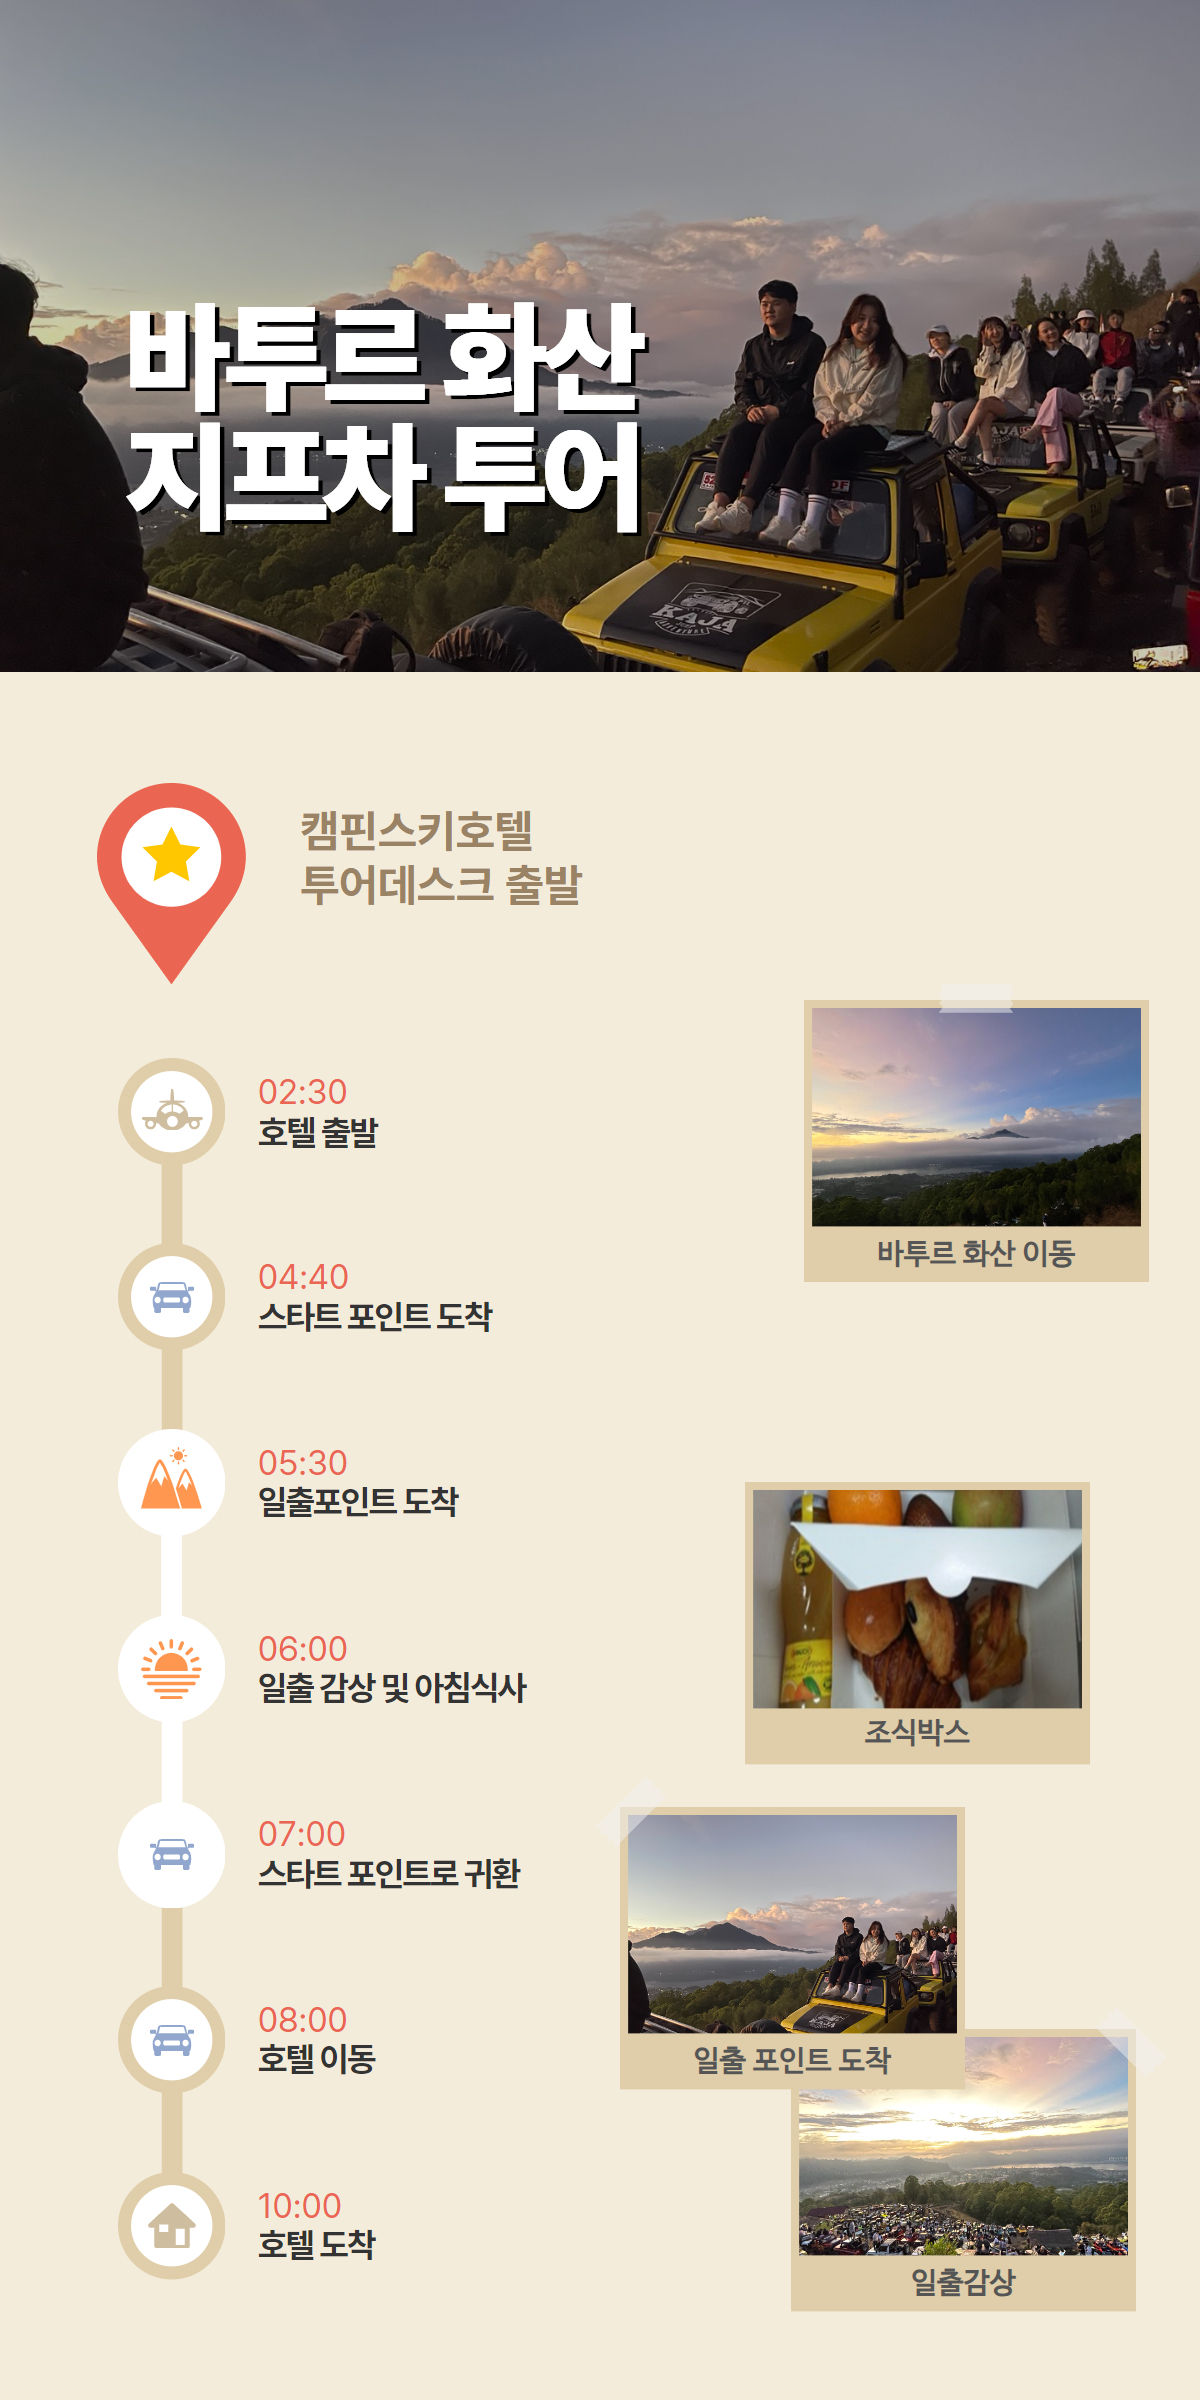 바투르 화산
지프차 투어
KAJA
캠핀스키호텔
투어데스크 출발
02:30
호텔 출발
바투르 화산 이동
04:40
스타트 포인트 도착
05:30
일출포인트 도착
06:00
일출 감상 및 아침식사
조식박스
07:00
스타트 포인트로 귀환
08:00
호텔 이동
일출 포인트 도착
10:00
호텔 도착
일출감상